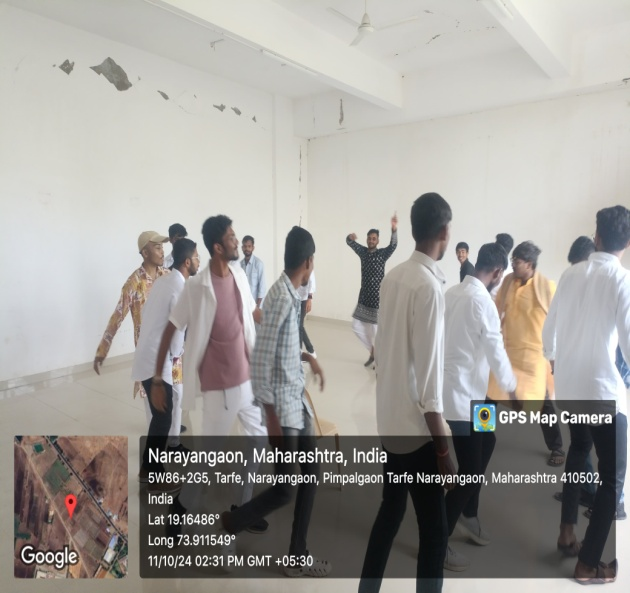 GPS Map Camera
Narayangaon, Maharashtra, India
5W86+2G5, Tarfe, Narayangaon, Pimpalgaon Tarfe Narayangaon, Maharashtra 410502,
India
Lat 19.16486°
Long 73.911549°
11/10/24 02:31 PM GMT +05:30
Google